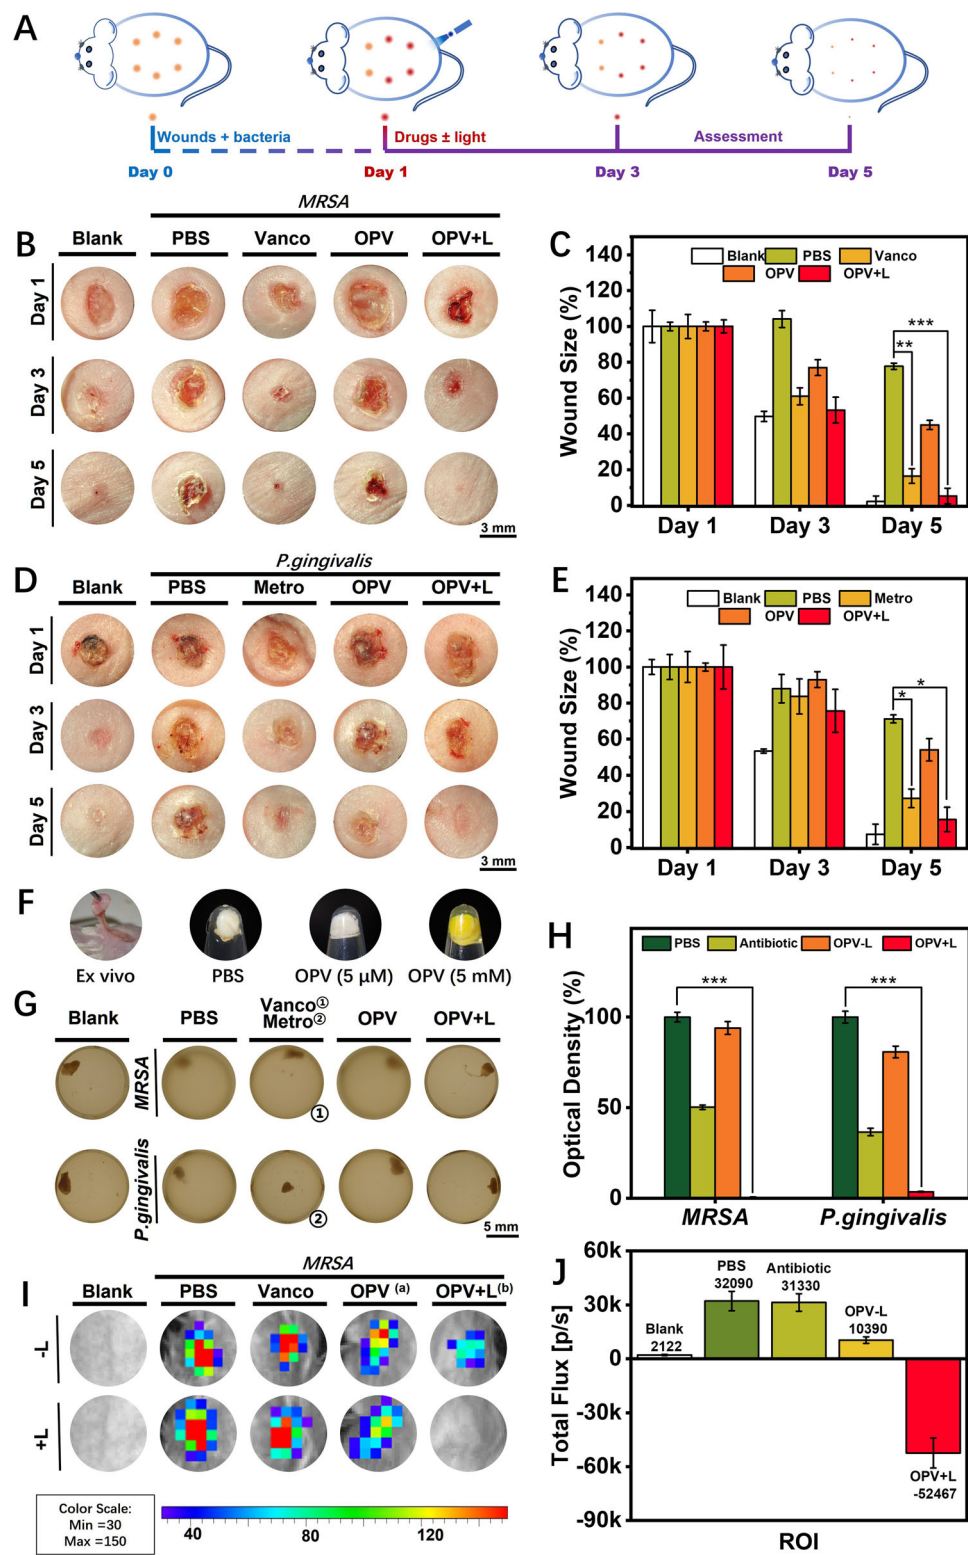 A
Wounds + bacteria
Drugs ± light
Assessment
Day 0
Day 1
Day 3
Day 5
MRSA
B
Blank
PBS
Vanco
OPV
OPV+L
Day 1
Day 3
Day 5
3 mm
C
140
120
100
80
60
40
20
0
Wound Size (%)
Blank
PBS
Vanco
OPV
OPV+L
***
**
Day 1
Day 3
Day 5
P.gingivalis
D
Blank
PBS
Metro
OPV
OPV+L
Day 1
Day 3
Day 5
3 mm
E
140
120
100
80
60
40
20
0
Wound Size (%)
Blank
PBS
Metro
OPV
OPV+L
*
*
Day 1
Day 3
Day 5
F
Ex vivo
PBS
OPV (5 μM)
OPV (5 mM)
G
Blank
PBS
Vanco①
Metro②
OPV
OPV+L
MRSA
①
P.gingivalis
②
5 mm
H
PBS
Antibiotic
OPV-L
OPV+L
100
50
0
Optical Density (%)
***
***
MRSA
P.gingivalis
I
MRSA
Blank
PBS
Vanco
OPV (a)
OPV+L(b)
-L
+L
Color Scale:
Min =30
Max =150
40
80
120
J
60k
30k
0
-30k
-60k
-90k
Total Flux [p/s]
Blank
2122
PBS
32090
Antibiotic
31330
OPV-L
10390
OPV+L
-52467
ROI